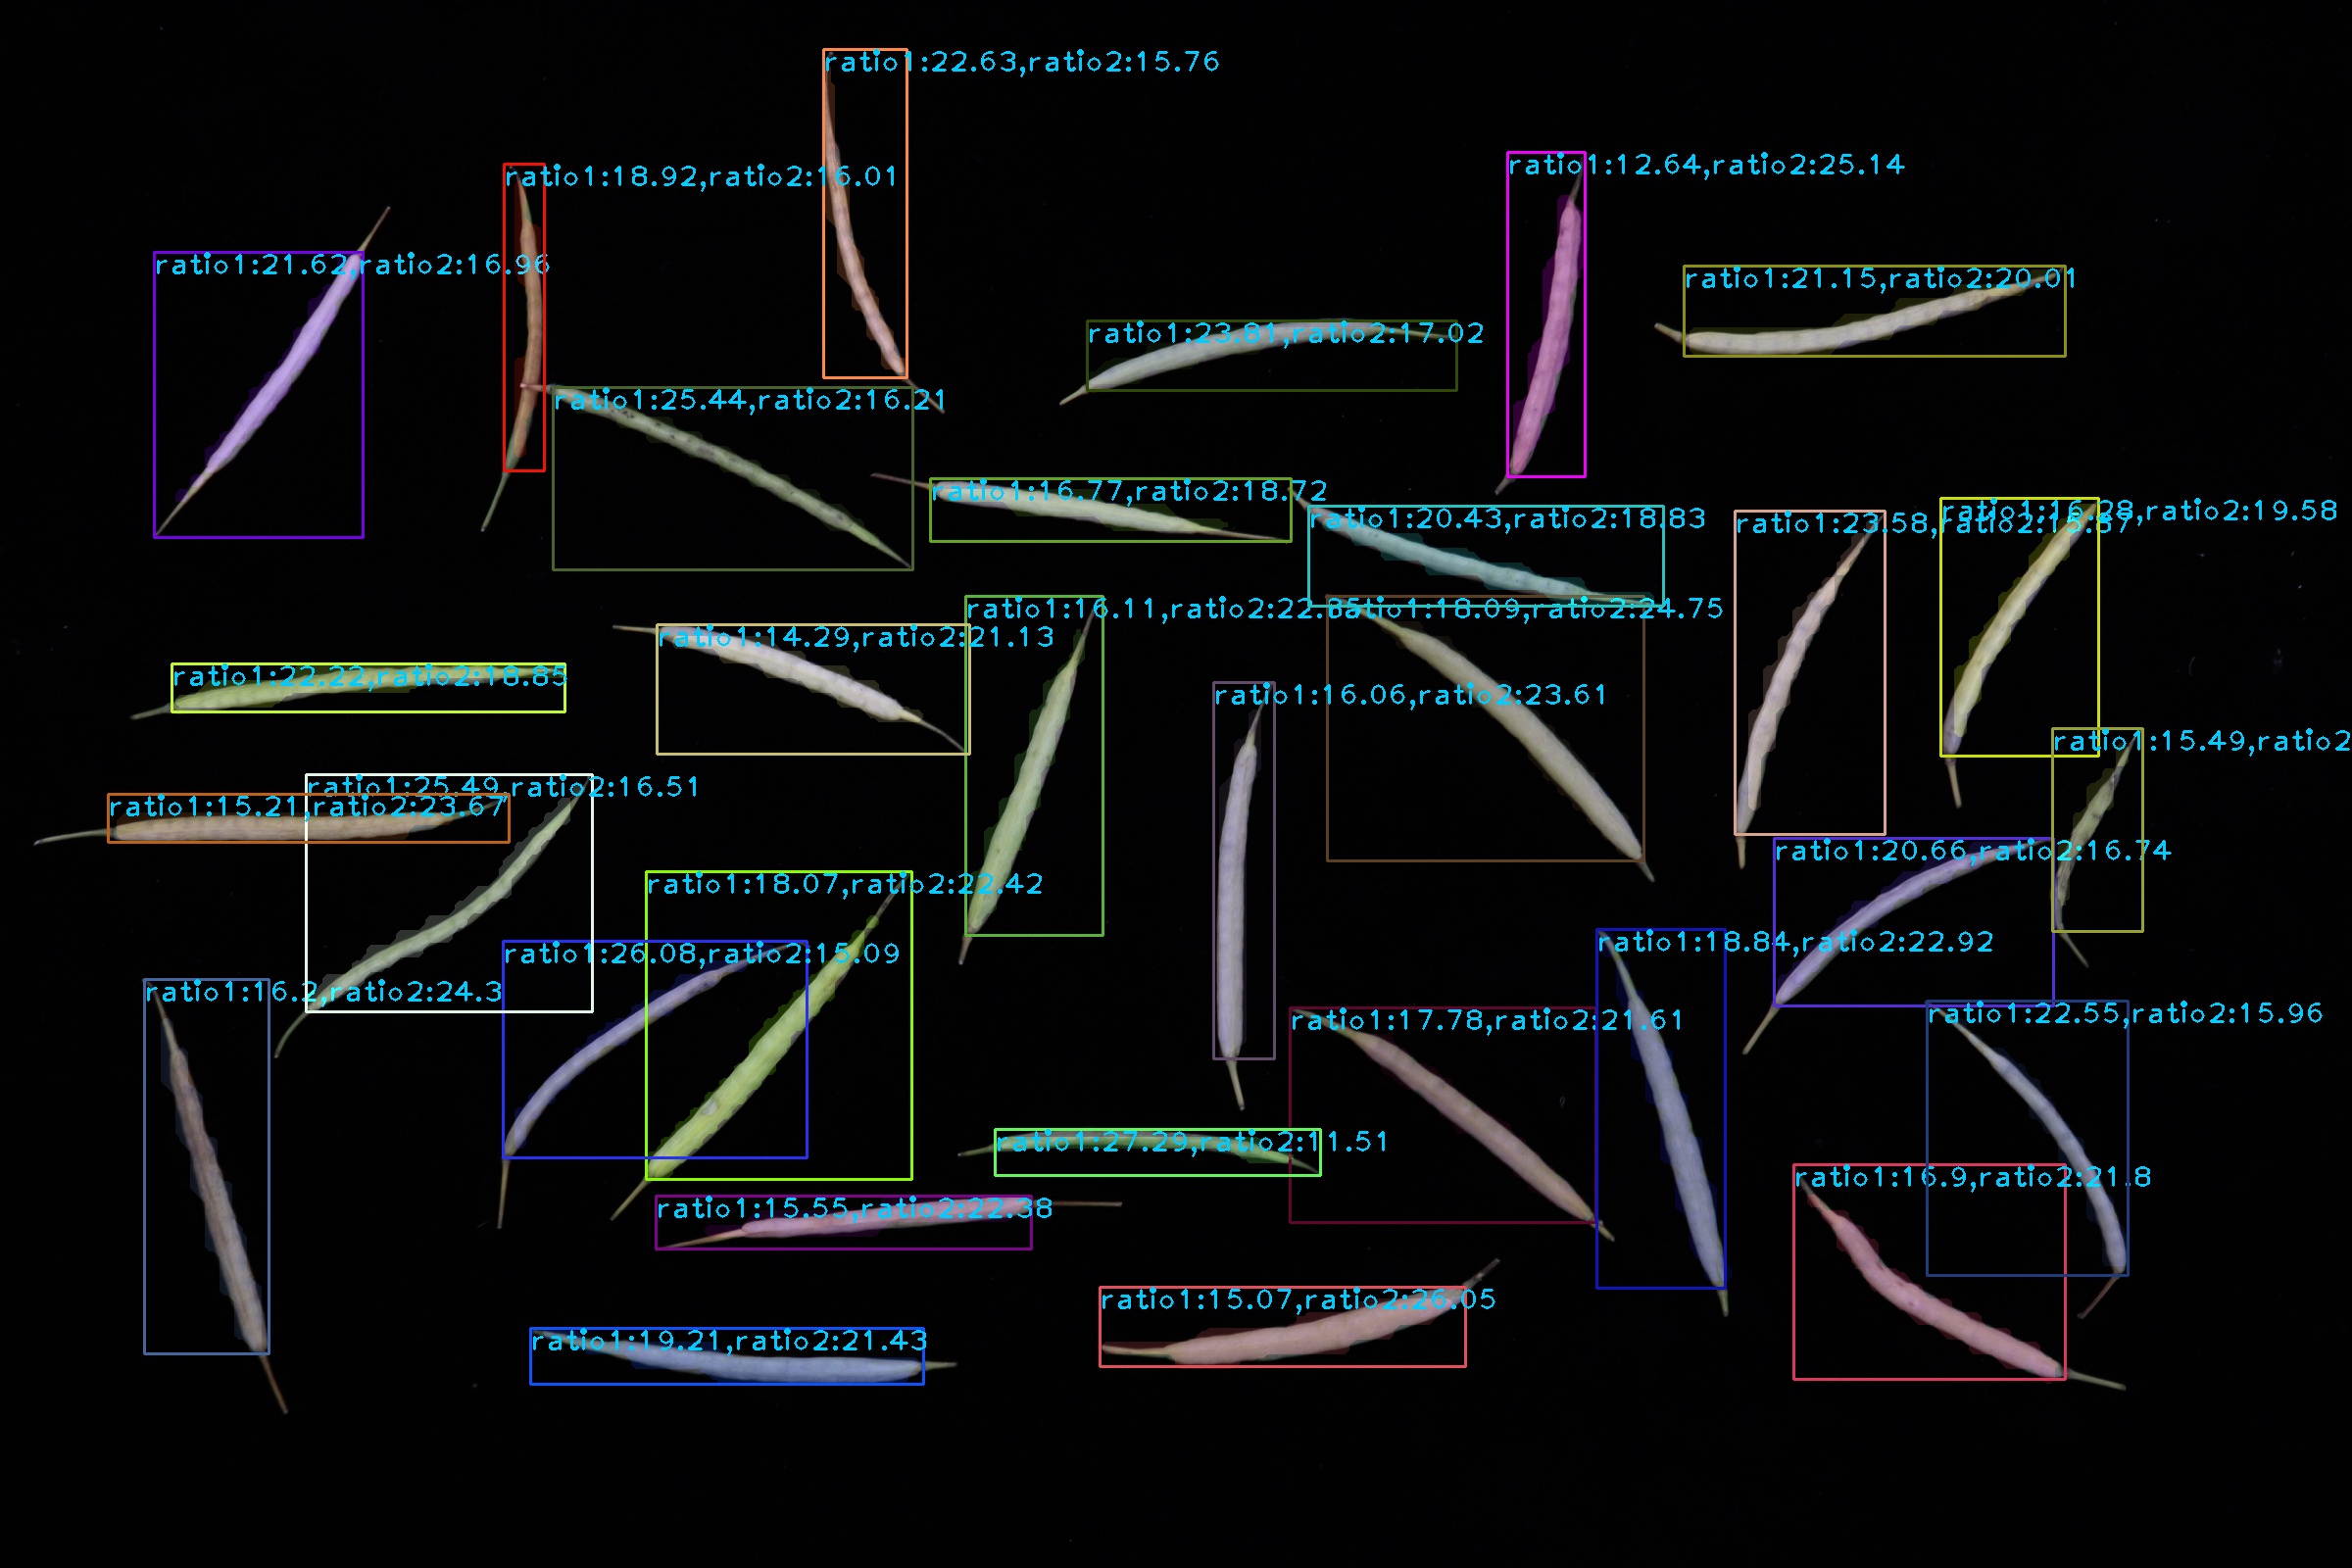 ratio1:22.63,ratio2:15.76
ratio1:12.64,ratio2:25.14
ratio1:18.92,ratio2:16.01
ratio1:21.62,ratio2:16.96
ratio1:21.15,ratio2:20.01
ratio1:23.81,ratio2:17.02
ratio1:25.44,ratio2:16.21
ratio1:16.77,ratio2:18.72
ratio1:16.28,ratio2:19.58
ratio1:20.43,ratio2:18.83
ratio1:23.58,
ratio1:16.11,ratio2:22.85
ratio1:18.09,ratio2:24.75
ratio1:14.29,ratio2:21.13
ratio1:22.22,ratio2:18.85
ratio1:16.06,ratio2:23.61
ratio1:15.49,ratio2
ratio1:25.49,ratio2:16.51
ratio1:15.21,ratio2:23.67
ratio1:20.66,ratio2:16.74
ratio1:18.07,ratio2:22.42
ratio1:18.84,ratio2:22.92
ratio1:26.08,ratio2:15.09
ratio1:16.2,ratio2:24.3
ratio1:22.55,ratio2:15.96
ratio1:17.78,ratio2:21.61
ratio1:27.29,ratio2:11.51
ratio1:16.9,ratio2:21.8
ratio1:15.55,ratio2:22.38
ratio1:15.07,ratio2:26.05
ratio1:19.21,ratio2:21.43